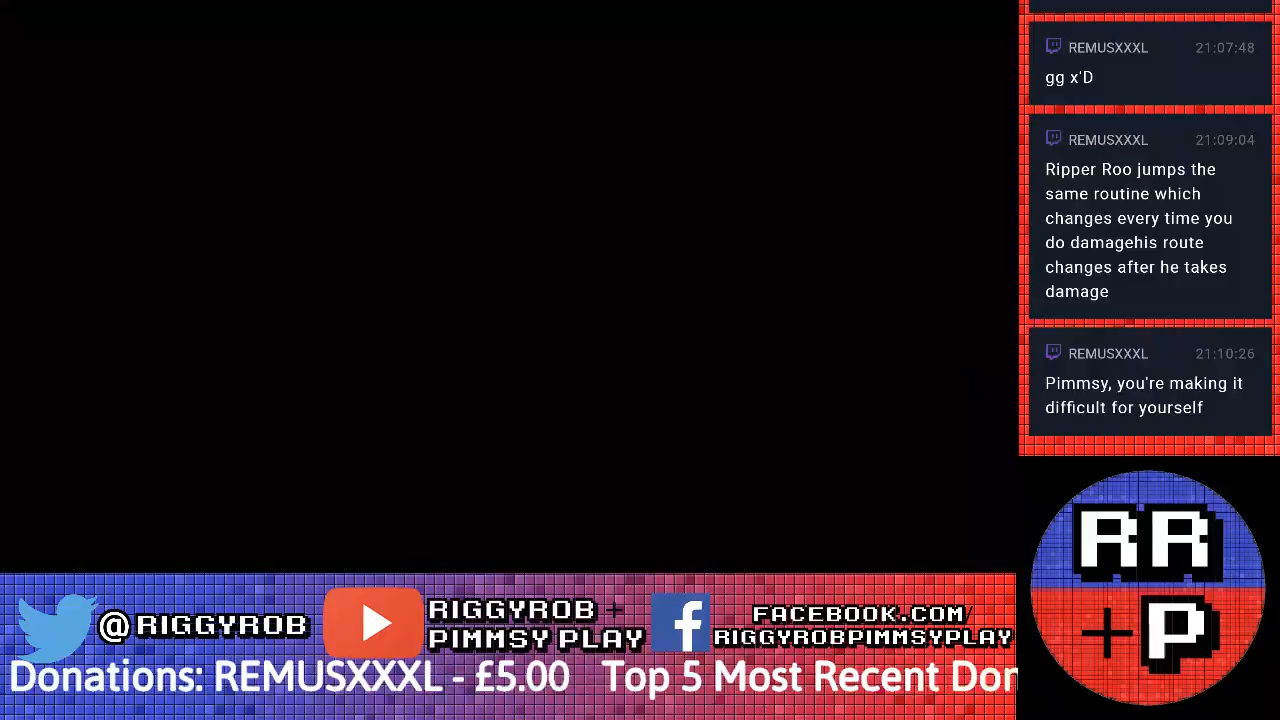 REMUSXXXL 21:07:48
gg x'D
REMUSXXXL 21:09:04
Ripper Roo jumps the
same routine which
changes every time you
do damagehis route
changes after he takes
damage
REMUSXXXL 21:10:26
Pimmsy, you're making it
difficult for yourself
RR
+P
@RIGGYROB
RIGGYROB +
PIMMSY PLAY
FACEBOOK.COM/
RIGGYROBPIMMSYPLAY
Donations: REMUSXXXL - £5.00 Top 5 Most Recent Don